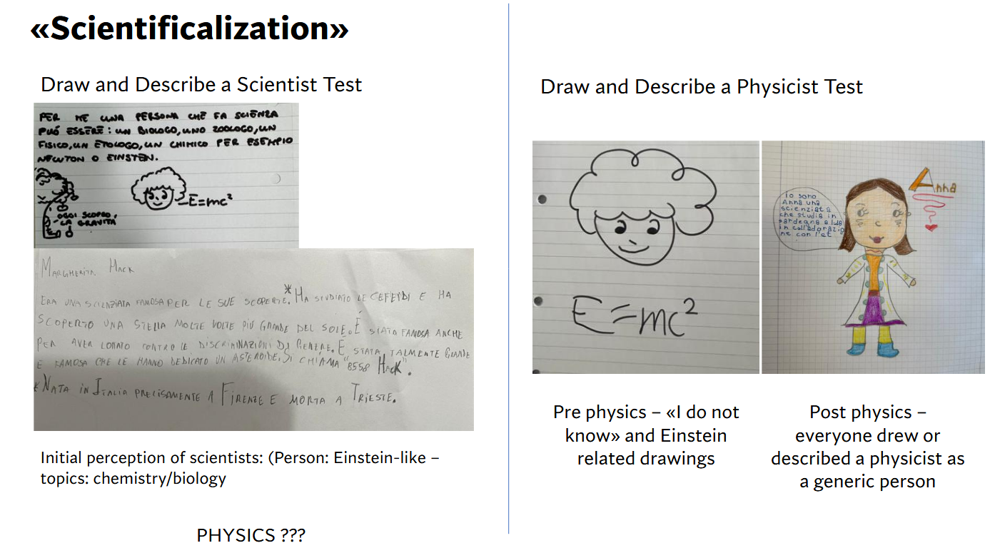 «Scientificalization»
Draw and Describe a Scientist Test
PER ME UNA PERSONA CHE FA SCIENZA
PUÓ ESSERE: UN BIOLOGO, UNO ZOOLOGO, UN
FISICO, UN ETOLOGO, UN CHIMICO PER ESEMPIO
NEWTON O EINSTEN.
E=mc²
OGGI SCOPRO
LA GRAVITA
MARGHERITA HACK
ERA UNA SCIENZIATA FAMOSA PER LE SUE SCOPERTE.* HA STUDIATO LE CEFEIDI E HA
SCOPERTO UNA STELLA MOLTE VOLTE PIÙ GRANDE DEL SOLE. É STATA FAMOSA ANCHE
PER AVER LOTTATO CONTRO LE DISCRIMINAZIONI DI GENERE. E STATA TALMENTE GRANDE
E FAMOSA CHE LE HANNO DEDICATO UN ASTEROIDE. SI CHIAMA "8558 HACK".
*NATA IN ITALIA PRECISAMENTE A FIRENZE E MORTA A TRIESTE.
Initial perception of scientists: (Person: Einstein-like –
topics: chemistry/biology
PHYSICS ???
Draw and Describe a Physicist Test
E=mc²
Anna
io sono
Anna una
scienziata
che studia in
sardegna a lula
in collaborazio
ne con l'et
Pre physics – «I do not
know» and Einstein
related drawings
Post physics –
everyone drew or
described a physicist as
a generic person